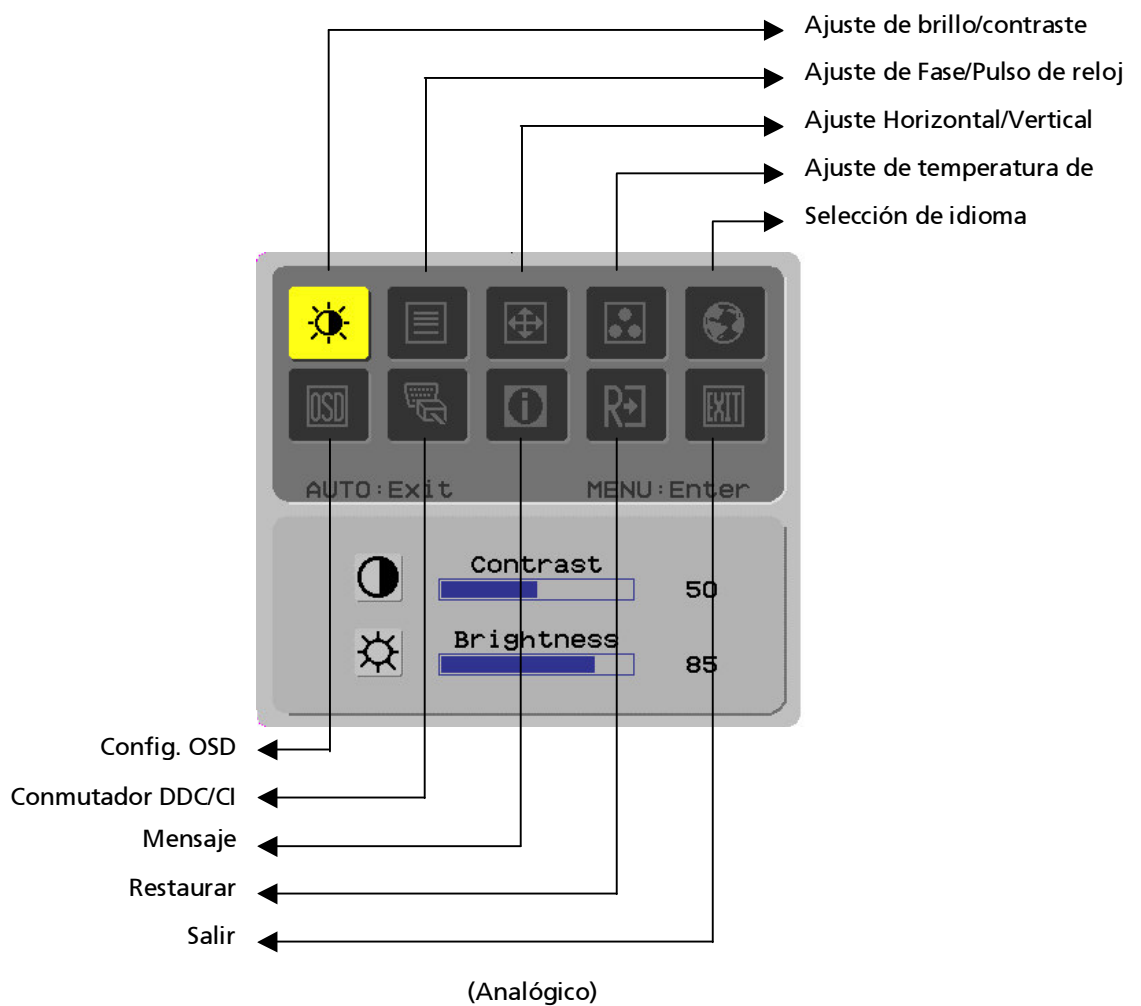 Ajuste de brillo/contraste
Ajuste de Fase/Pulso de reloj
Ajuste Horizontal/Vertical
Ajuste de temperatura de
Selección de idioma
OSD
i
R
EXIT
AUTO:Exit MENU:Enter
Contrast
50
Brightness
85
Config. OSD
Conmutador DDC/CI
Mensaje
Restaurar
Salir
(Analógico)